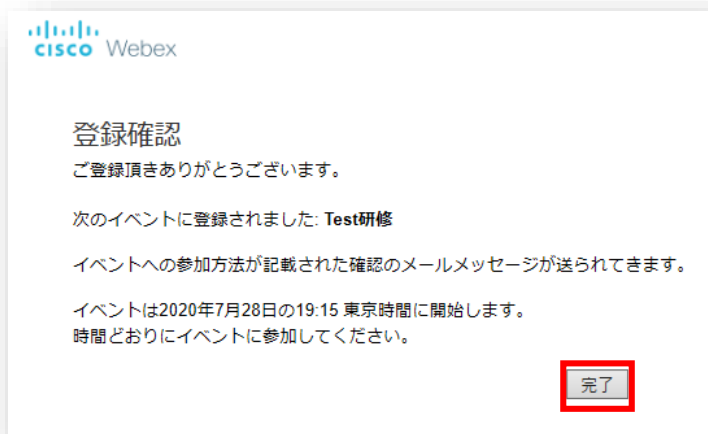 CISCO Webex
登録確認
ご登録頂きありがとうございます。
次のイベントに登録されました: Test研修
イベントへの参加方法が記載された確認のメールメッセージが送られてきます。
イベントは2020年7月28日の19:15 東京時間に開始します。
時間どおりにイベントに参加してください。
完了